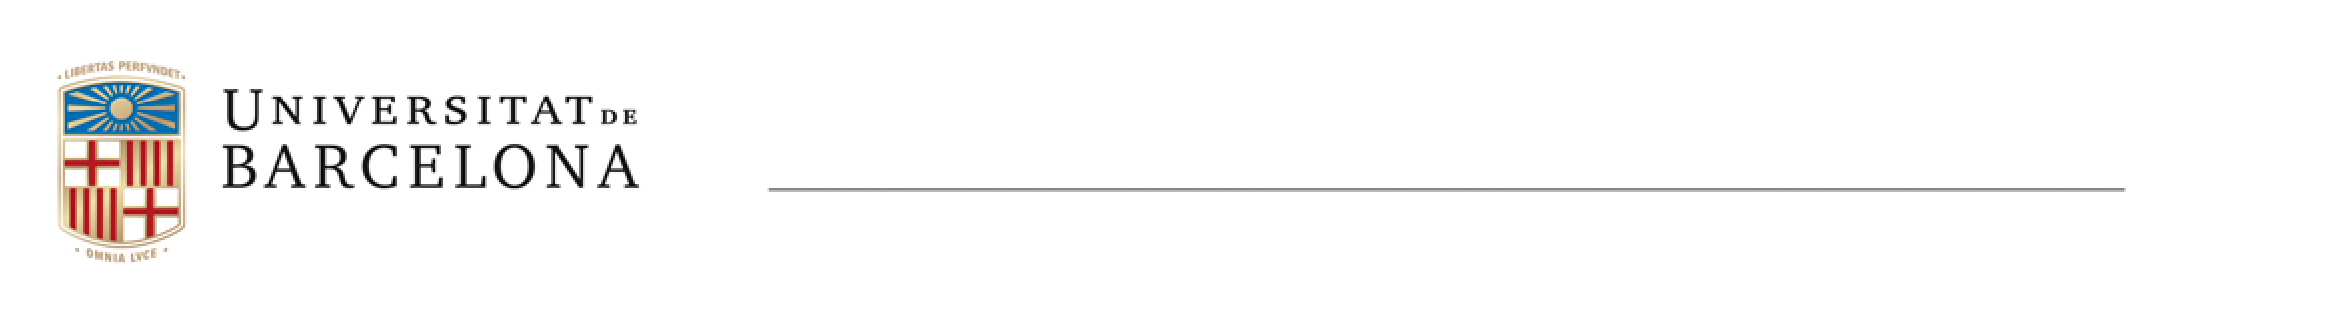 · LIBERTAS PERFVNDET ·
UNIVERSITAT DE
BARCELONA
· OMNIA LVCE ·